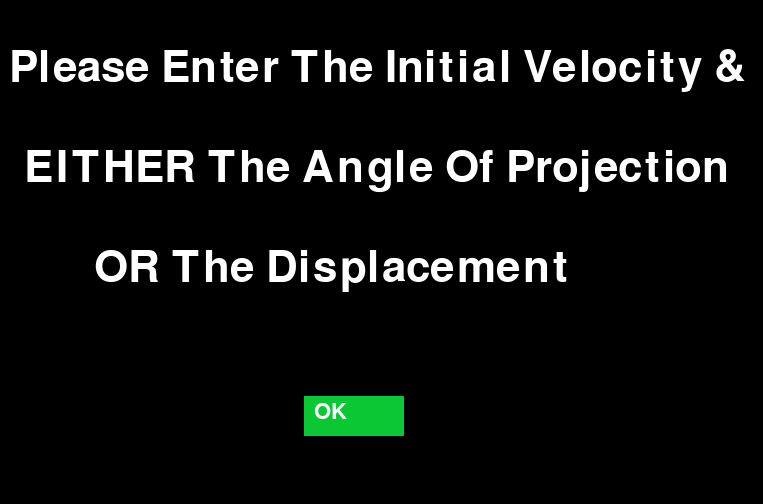 Please Enter The Initial Velocity &
EITHER The Angle Of Projection
OR The Displacement
OK